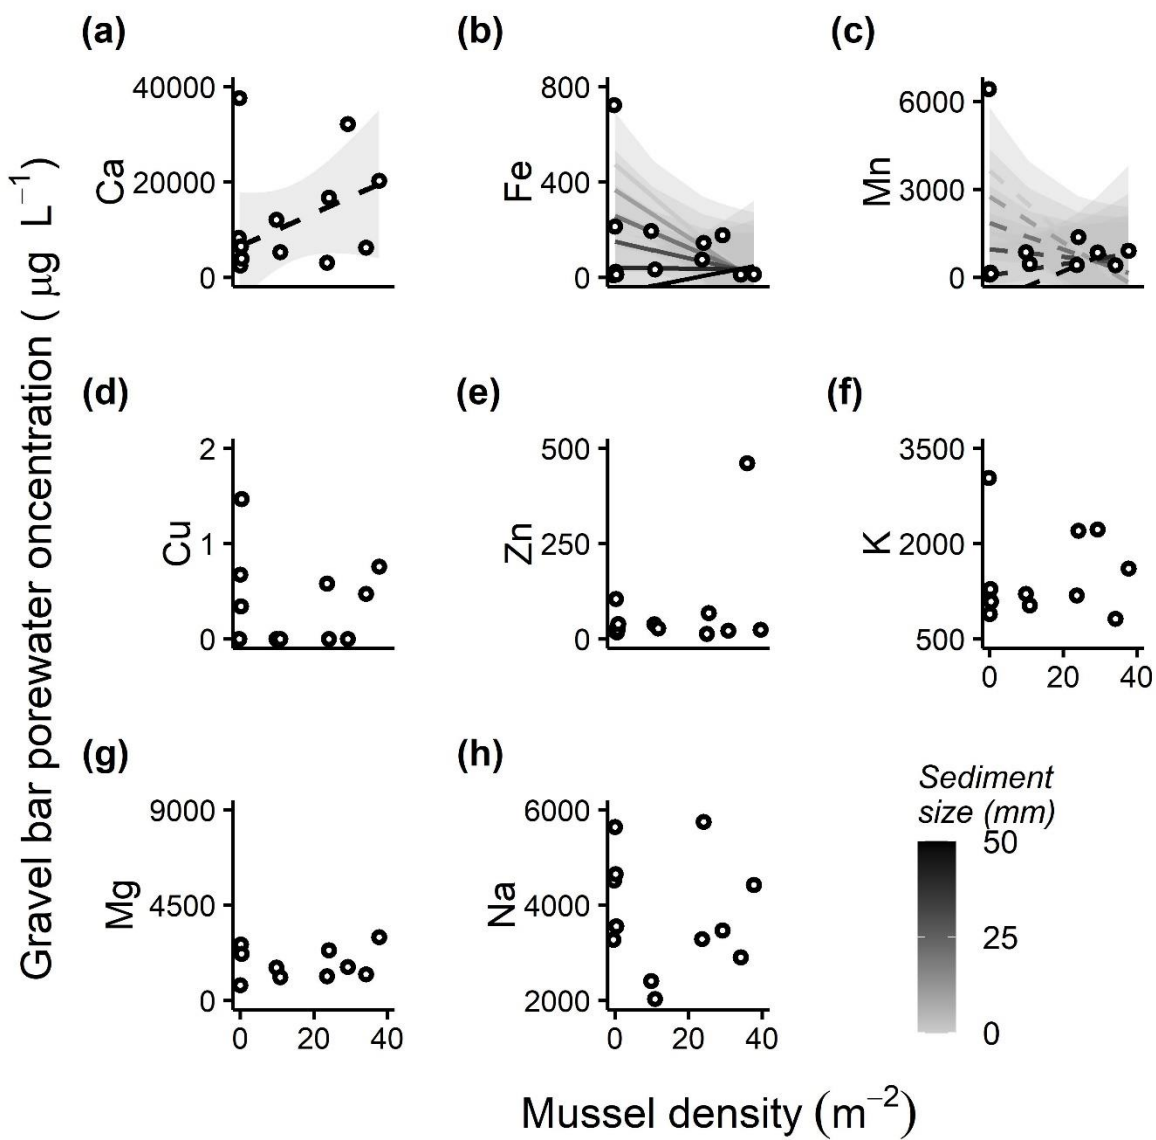 (a)
(b)
(c)
40000
20000
0
Ca
800
400
0
Fe
6000
3000
0
Mn
(d)
(e)
(f)
2
1
0
Cu
500
250
0
Zn
3500
2000
500
K
0 20 40
(g)
(h)
9000
4500
0
Mg
0 20 40
6000
4000
2000
Na
0 20 40
Sediment
size (mm)
50
25
0
Gravel bar porewater oncentration ( μg L⁻¹)
Mussel density (m⁻²)